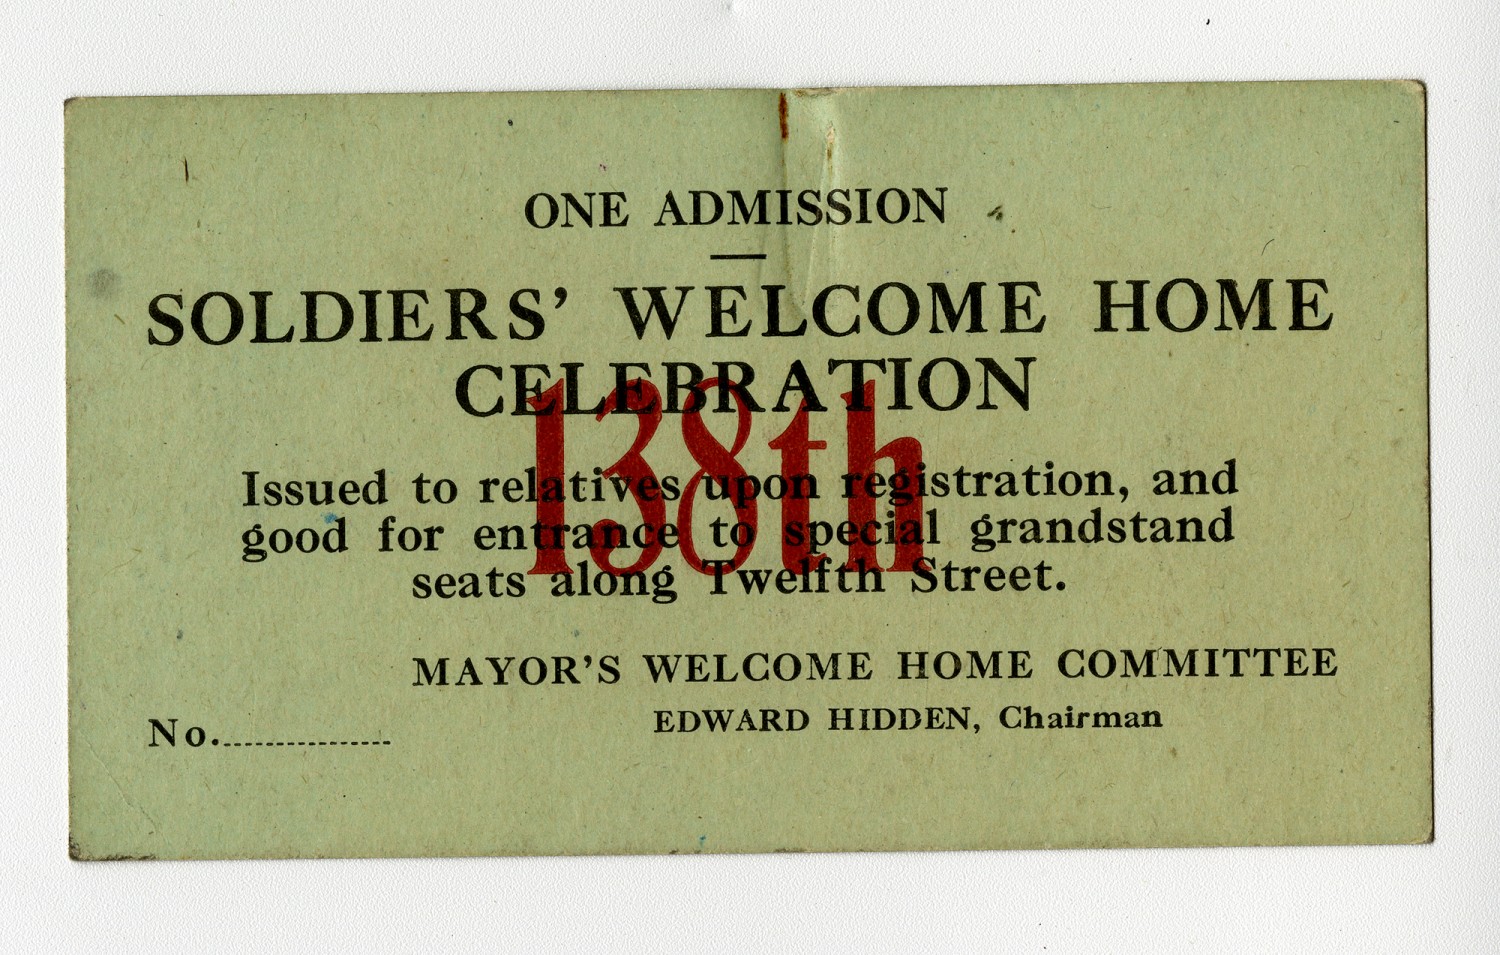 ONE ADMISSION
SOLDIERS' WELCOME HOME
CELEBRATION
138th
Issued to relatives upon registration, and
good for entrance to special grandstand
seats along Twelfth Street.
MAYOR'S WELCOME HOME COMMITTEE
EDWARD HIDDEN, Chairman
No.................